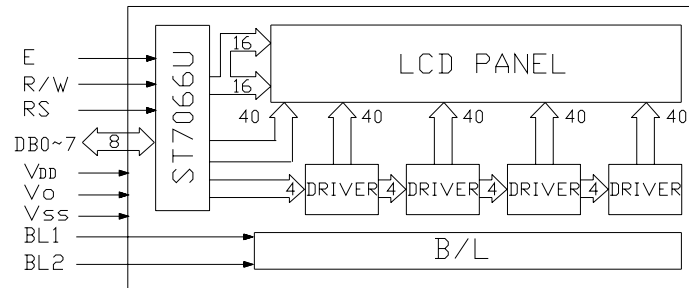 E
R/W
RS
DB0~7
8
VDD
Vo
Vss
BL1
BL2
ST7066U
16
16
LCD PANEL
40
40
40
40
40
4
DRIVER
4
DRIVER
4
DRIVER
4
DRIVER
B/L